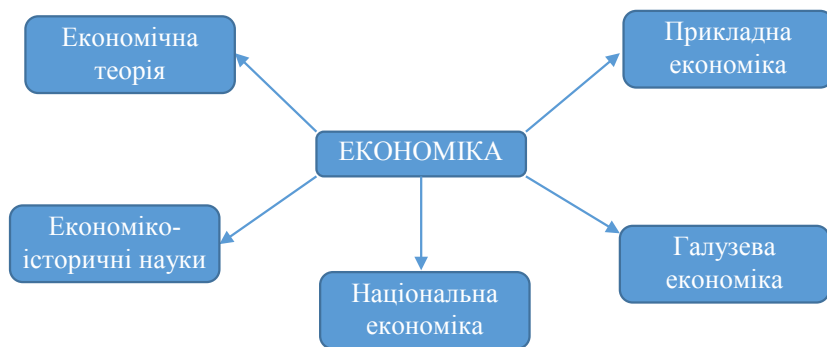 Економічна
теорія
Прикладна
економіка
ЕКОНОМІКА
Економіко-
історичні науки
Національна
економіка
Галузева
економіка